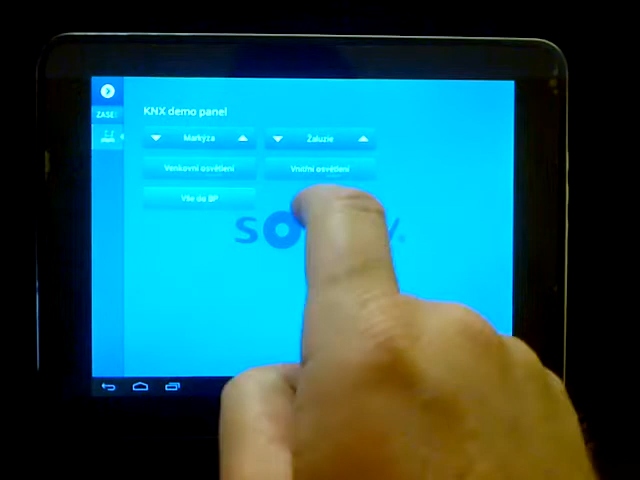 KNX demo panel
ZASE
Markýza
Žaluzie
Venkovní osvětlení
Vnitřní osvětlení
Vše do BP